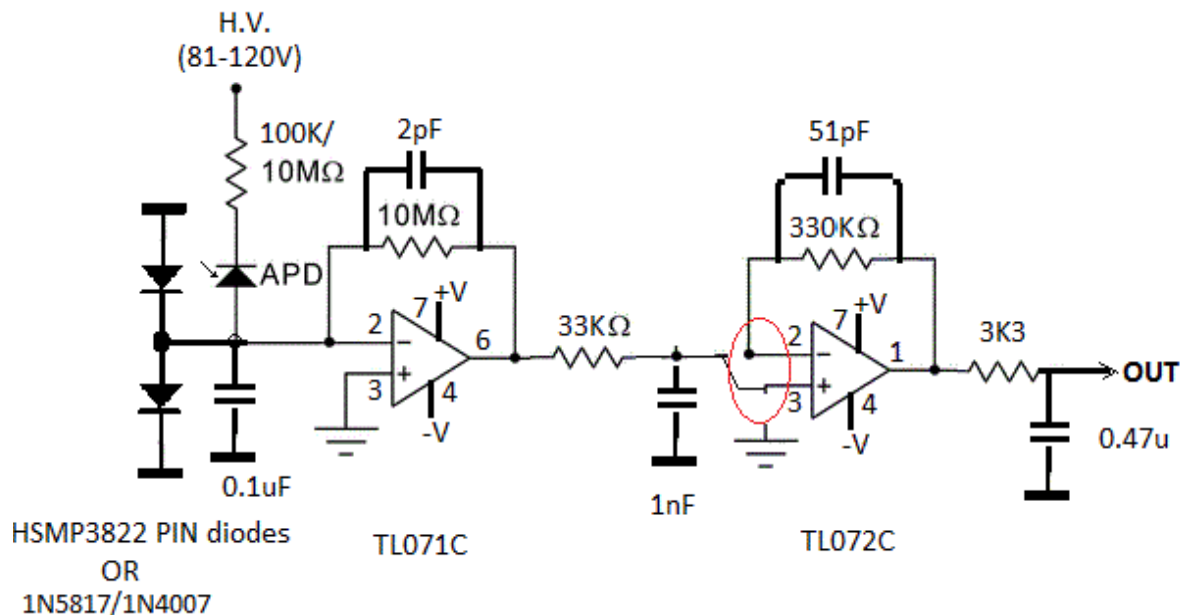 H.V.
(81-120V)
100K/
10MΩ
APD
2pF
10MΩ
2
3
7
+V
6
4
-V
33KΩ
51pF
330KΩ
2
3
7
+V
1
4
-V
3K3
OUT
0.47u
0.1uF
1nF
HSMP3822 PIN diodes
OR
1N5817/1N4007
TL071C
TL072C